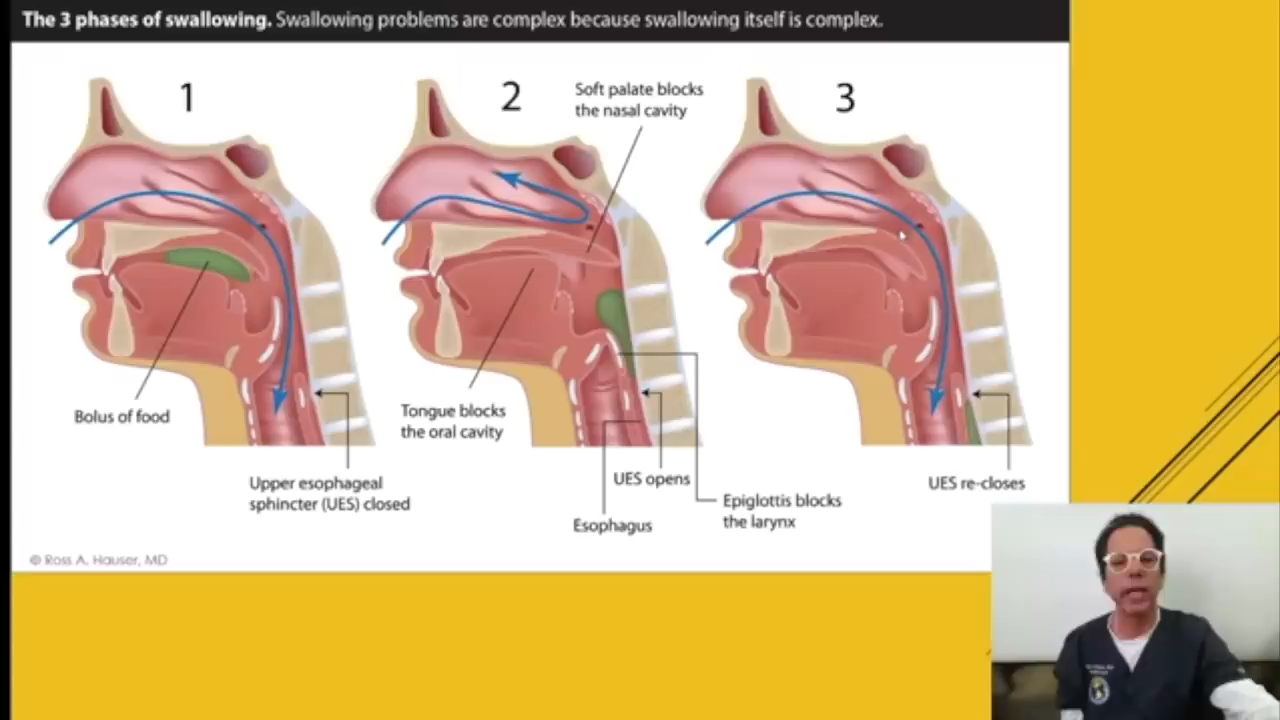 The 3 phases of swallowing. Swallowing problems are complex because swallowing itself is complex.
1
2
3
Soft palate blocks
the nasal cavity
Bolus of food
Tongue blocks
the oral cavity
Upper esophageal
sphincter (UES) closed
UES opens
Esophagus
Epiglottis blocks
the larynx
UES re-closes
© Ross A. Hauser, MD